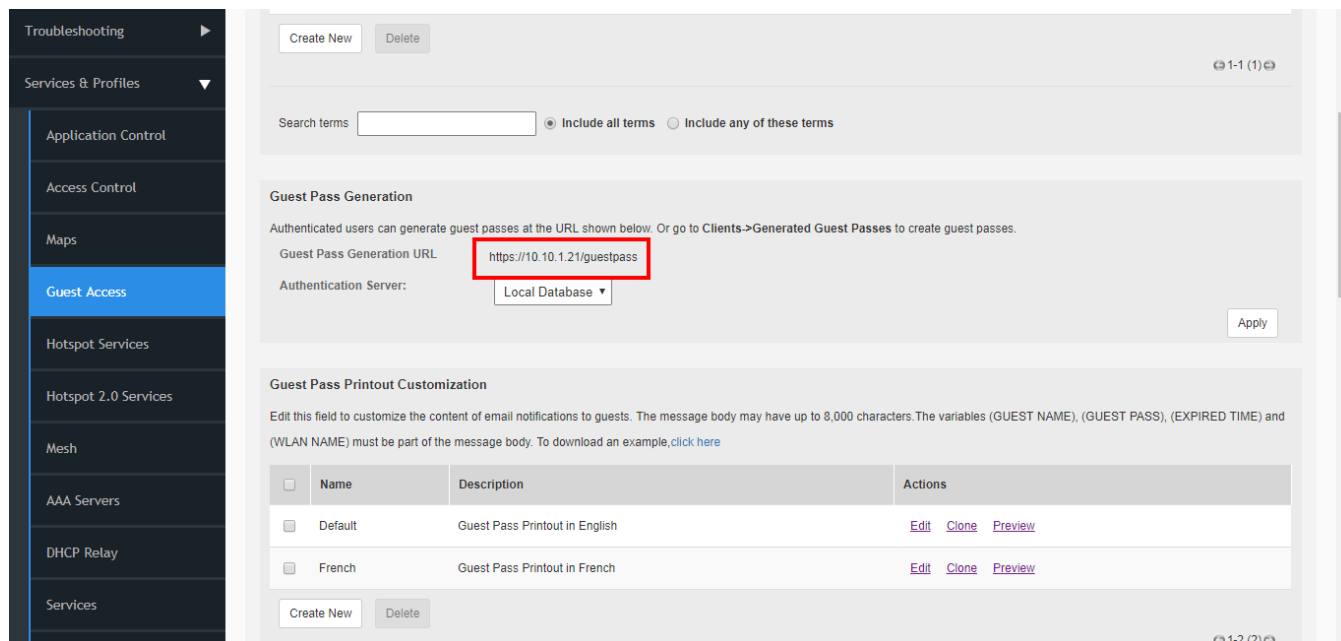 Troubleshooting
Services & Profiles
Application Control
Access Control
Maps
Guest Access
Hotspot Services
Hotspot 2.0 Services
Mesh
AAA Servers
DHCP Relay
Services
Create New Delete
1-1 (1)
Search terms Include all terms Include any of these terms
Guest Pass Generation
Authenticated users can generate guest passes at the URL shown below. Or go to Clients->Generated Guest Passes to create guest passes.
Guest Pass Generation URL https://10.10.1.21/guestpass
Authentication Server: Local Database
Apply
Guest Pass Printout Customization
Edit this field to customize the content of email notifications to guests. The message body may have up to 8,000 characters.The variables (GUEST NAME), (GUEST PASS), (EXPIRED TIME) and
(WLAN NAME) must be part of the message body. To download an example,click here
Name Description Actions
Default Guest Pass Printout in English Edit Clone Preview
French Guest Pass Printout in French Edit Clone Preview
Create New Delete
1-2 (2)